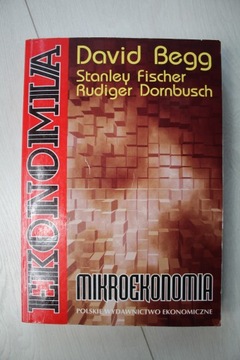 EKONOMIA
David Begg
Stanley Fischer
Rudiger Dornbusch
MIKROEKONOMIA
POLSKIE WYDAWNICTWO EKONOMICZNE